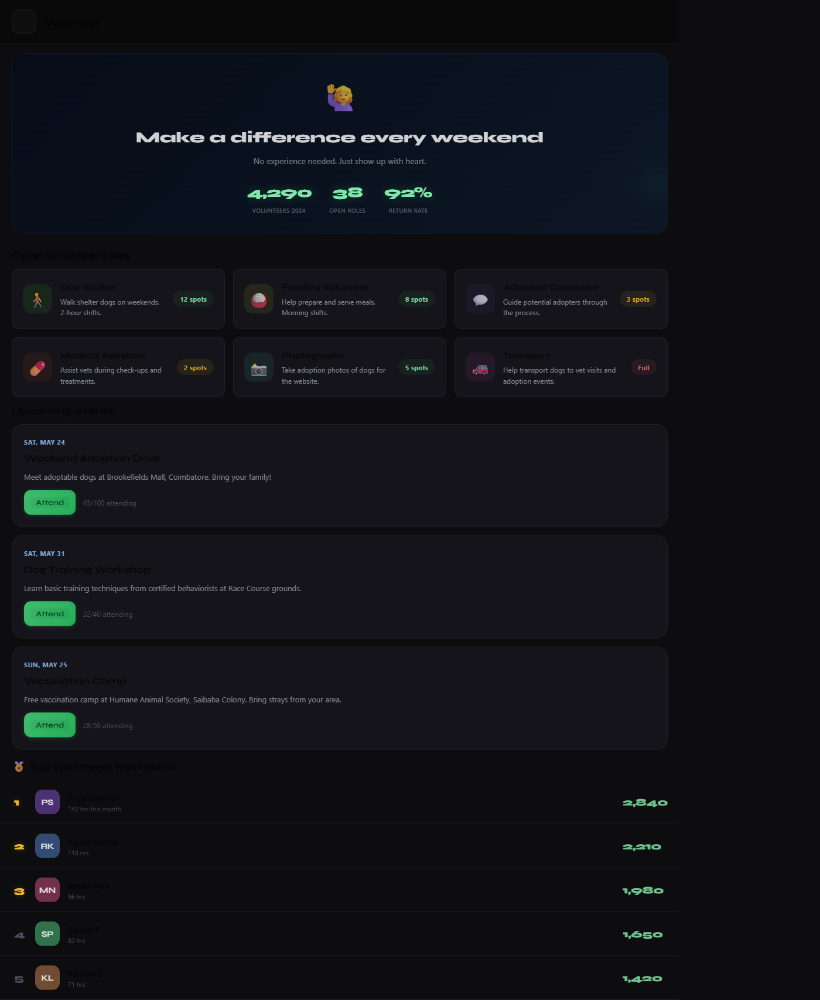 ←
Volunteer
Make a difference every weekend
No experience needed. Just show up with heart.
4,290 38 92%
VOLUNTEERS 2024 OPEN ROLES RETURN RATE
Open volunteer roles
Dog Walker
Walk shelter dogs on weekends.
2-hour shifts.
12 spots
Feeding Volunteer
Help prepare and serve meals.
Morning shifts.
8 spots
Adoption Counselor
Guide potential adopters through
the process.
3 spots
Medical Assistant
Assist vets during check-ups and
treatments.
2 spots
Photography
Take adoption photos of dogs for
the website.
5 spots
Transport
Help transport dogs to vet visits and
adoption events.
Full
Upcoming events
SAT, MAY 24
Weekend Adoption Drive
Meet adoptable dogs at Brookefields Mall, Coimbatore. Bring your family!
Attend 45/100 attending
SAT, MAY 31
Dog Training Workshop
Learn basic training techniques from certified behaviorists at Race Course grounds.
Attend 32/40 attending
SUN, MAY 25
Vaccination Camp
Free vaccination camp at Humane Animal Society, Saibaba Colony. Bring strays from your area.
Attend 28/50 attending
Top volunteers this month
1 PS Priya Sharma 2,840
142 hrs this month
2 RK Rajesh Kumar 2,210
118 hrs
3 MN Meera Nair 1,980
96 hrs
4 SP Suresh P. 1,650
82 hrs
5 KL Kavitha L. 1,420
71 hrs